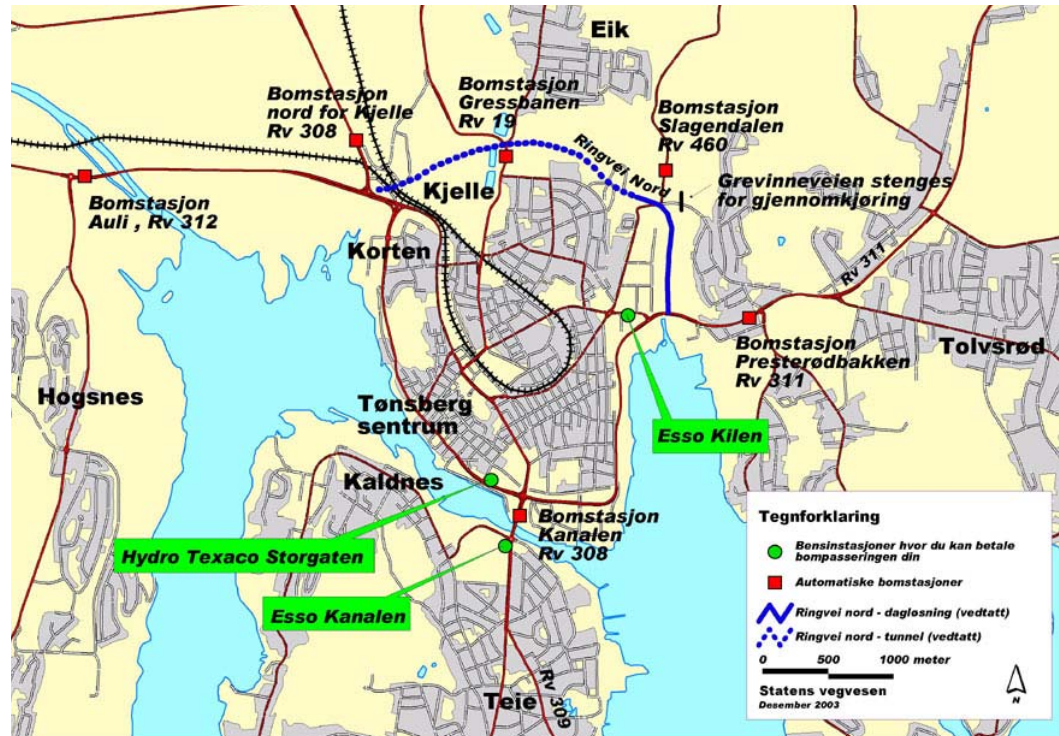 Eik
Bomstasjon
nord for Kjelle
Rv 308
Bomstasjon
Gressbanen
Rv 19
Bomstasjon
Slagendalen
Rv 460
Ringvei Nord
Grevinneveien stenges
for gjennomkjøring
Kjelle
Bomstasjon
Auli , Rv 312
Korten
Rv 311
Bomstasjon
Presterødbakken
Rv 311
Tolvsrød
Hogsnes
Tønsberg
sentrum
Esso Kilen
Kaldnes
Bomstasjon
Kanalen
Rv 308
Hydro Texaco Storgaten
Esso Kanalen
Teie
Rv 309
Tegnforklaring
Bensinstasjoner hvor du kan betale
bompasseringen din
Automatiske bomstasjoner
Ringvei nord - dagløsning (vedtatt)
Ringvei nord - tunnel (vedtatt)
0 500 1000 meter
Statens vegvesen
Desember 2003
N